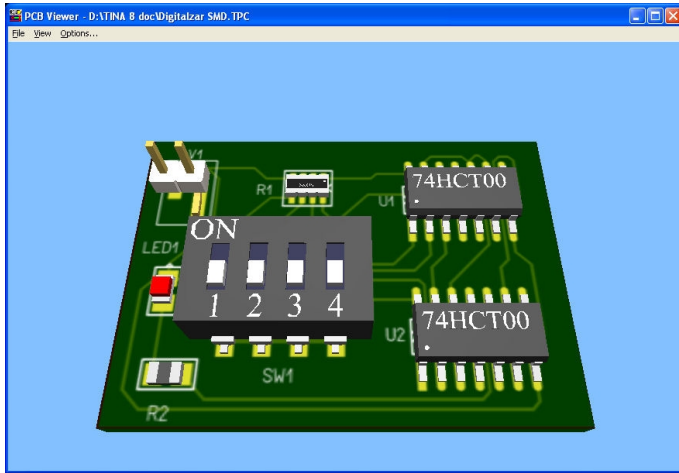 PCB Viewer - D:\TINA 8 doc\Digitalzar SMD.TPC
File View Options...
V1
R1
74HCT00
U1
ON
LED1
1 2 3 4
74HCT00
U2
SW1
R2